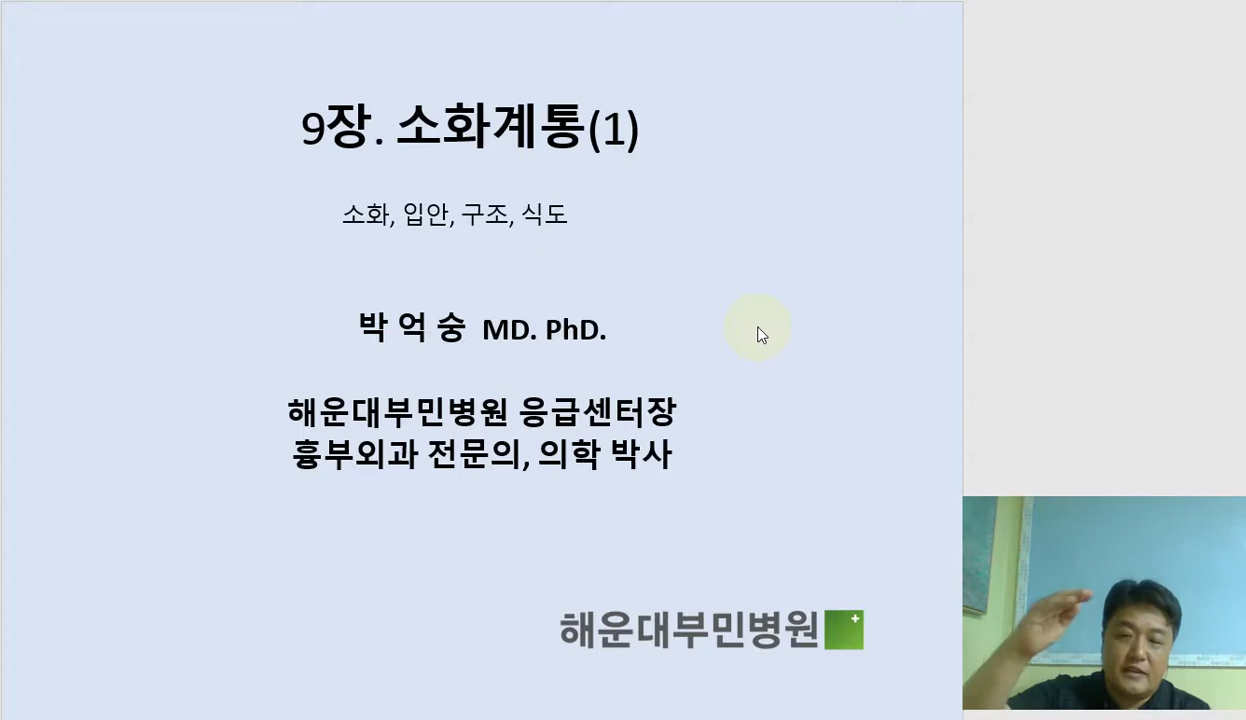 9장. 소화계통(1)
소화, 입안, 구조, 식도
박 억 숭 MD. PhD.
해운대부민병원 응급센터장
흉부외과 전문의, 의학 박사
해운대부민병원